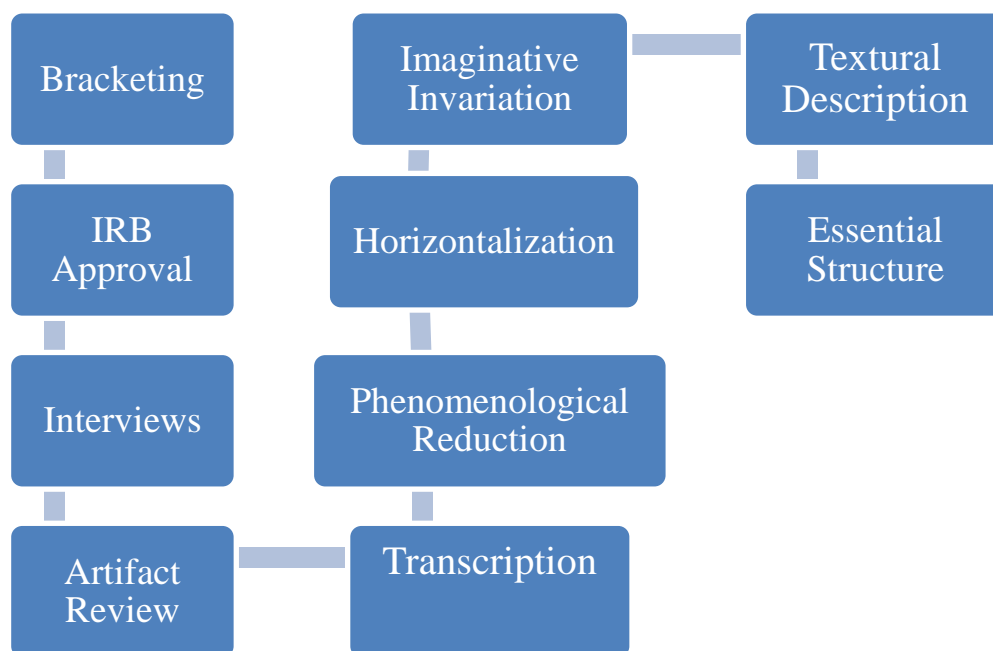 Bracketing
IRB
Approval
Interviews
Artifact
Review
Transcription
Phenomenological
Reduction
Horizontalization
Imaginative
Invariation
Textural
Description
Essential
Structure